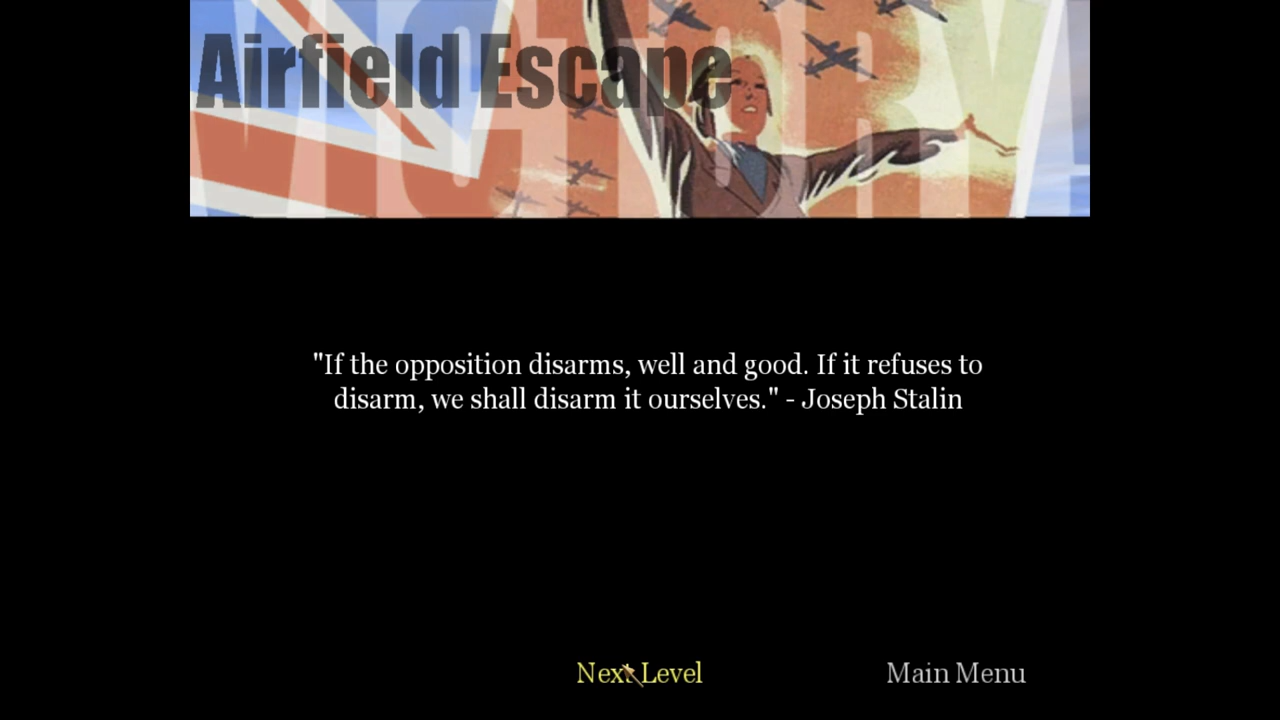 VICTORY!
Airfield Escape
"If the opposition disarms, well and good. If it refuses to
disarm, we shall disarm it ourselves." - Joseph Stalin
Next Level
Main Menu